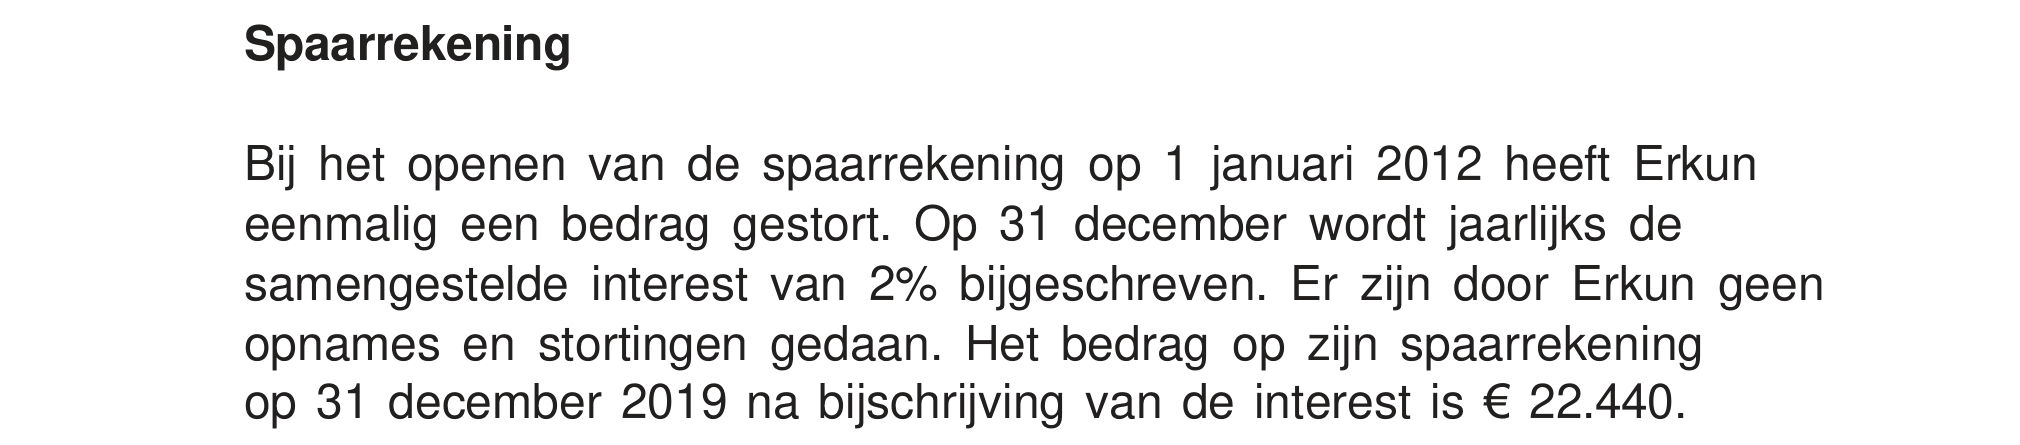 Spaarrekening
Bij het openen van de spaarrekening op 1 januari 2012 heeft Erkun
eenmalig een bedrag gestort. Op 31 december wordt jaarlijks de
samengestelde interest van 2% bijgeschreven. Er zijn door Erkun geen
opnames en stortingen gedaan. Het bedrag op zijn spaarrekening
op 31 december 2019 na bijschrijving van de interest is € 22.440.